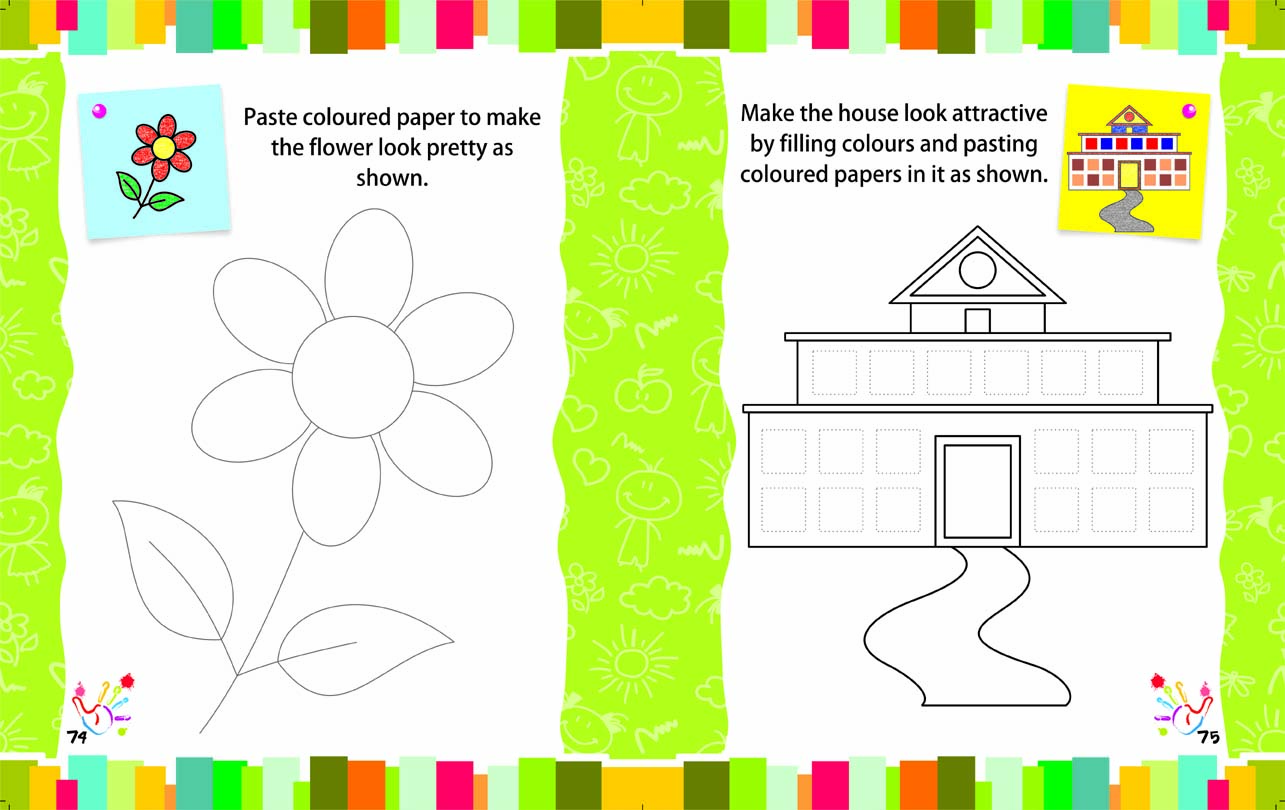 Paste coloured paper to make
the flower look pretty as
shown.
74
Make the house look attractive
by filling colours and pasting
coloured papers in it as shown.
75